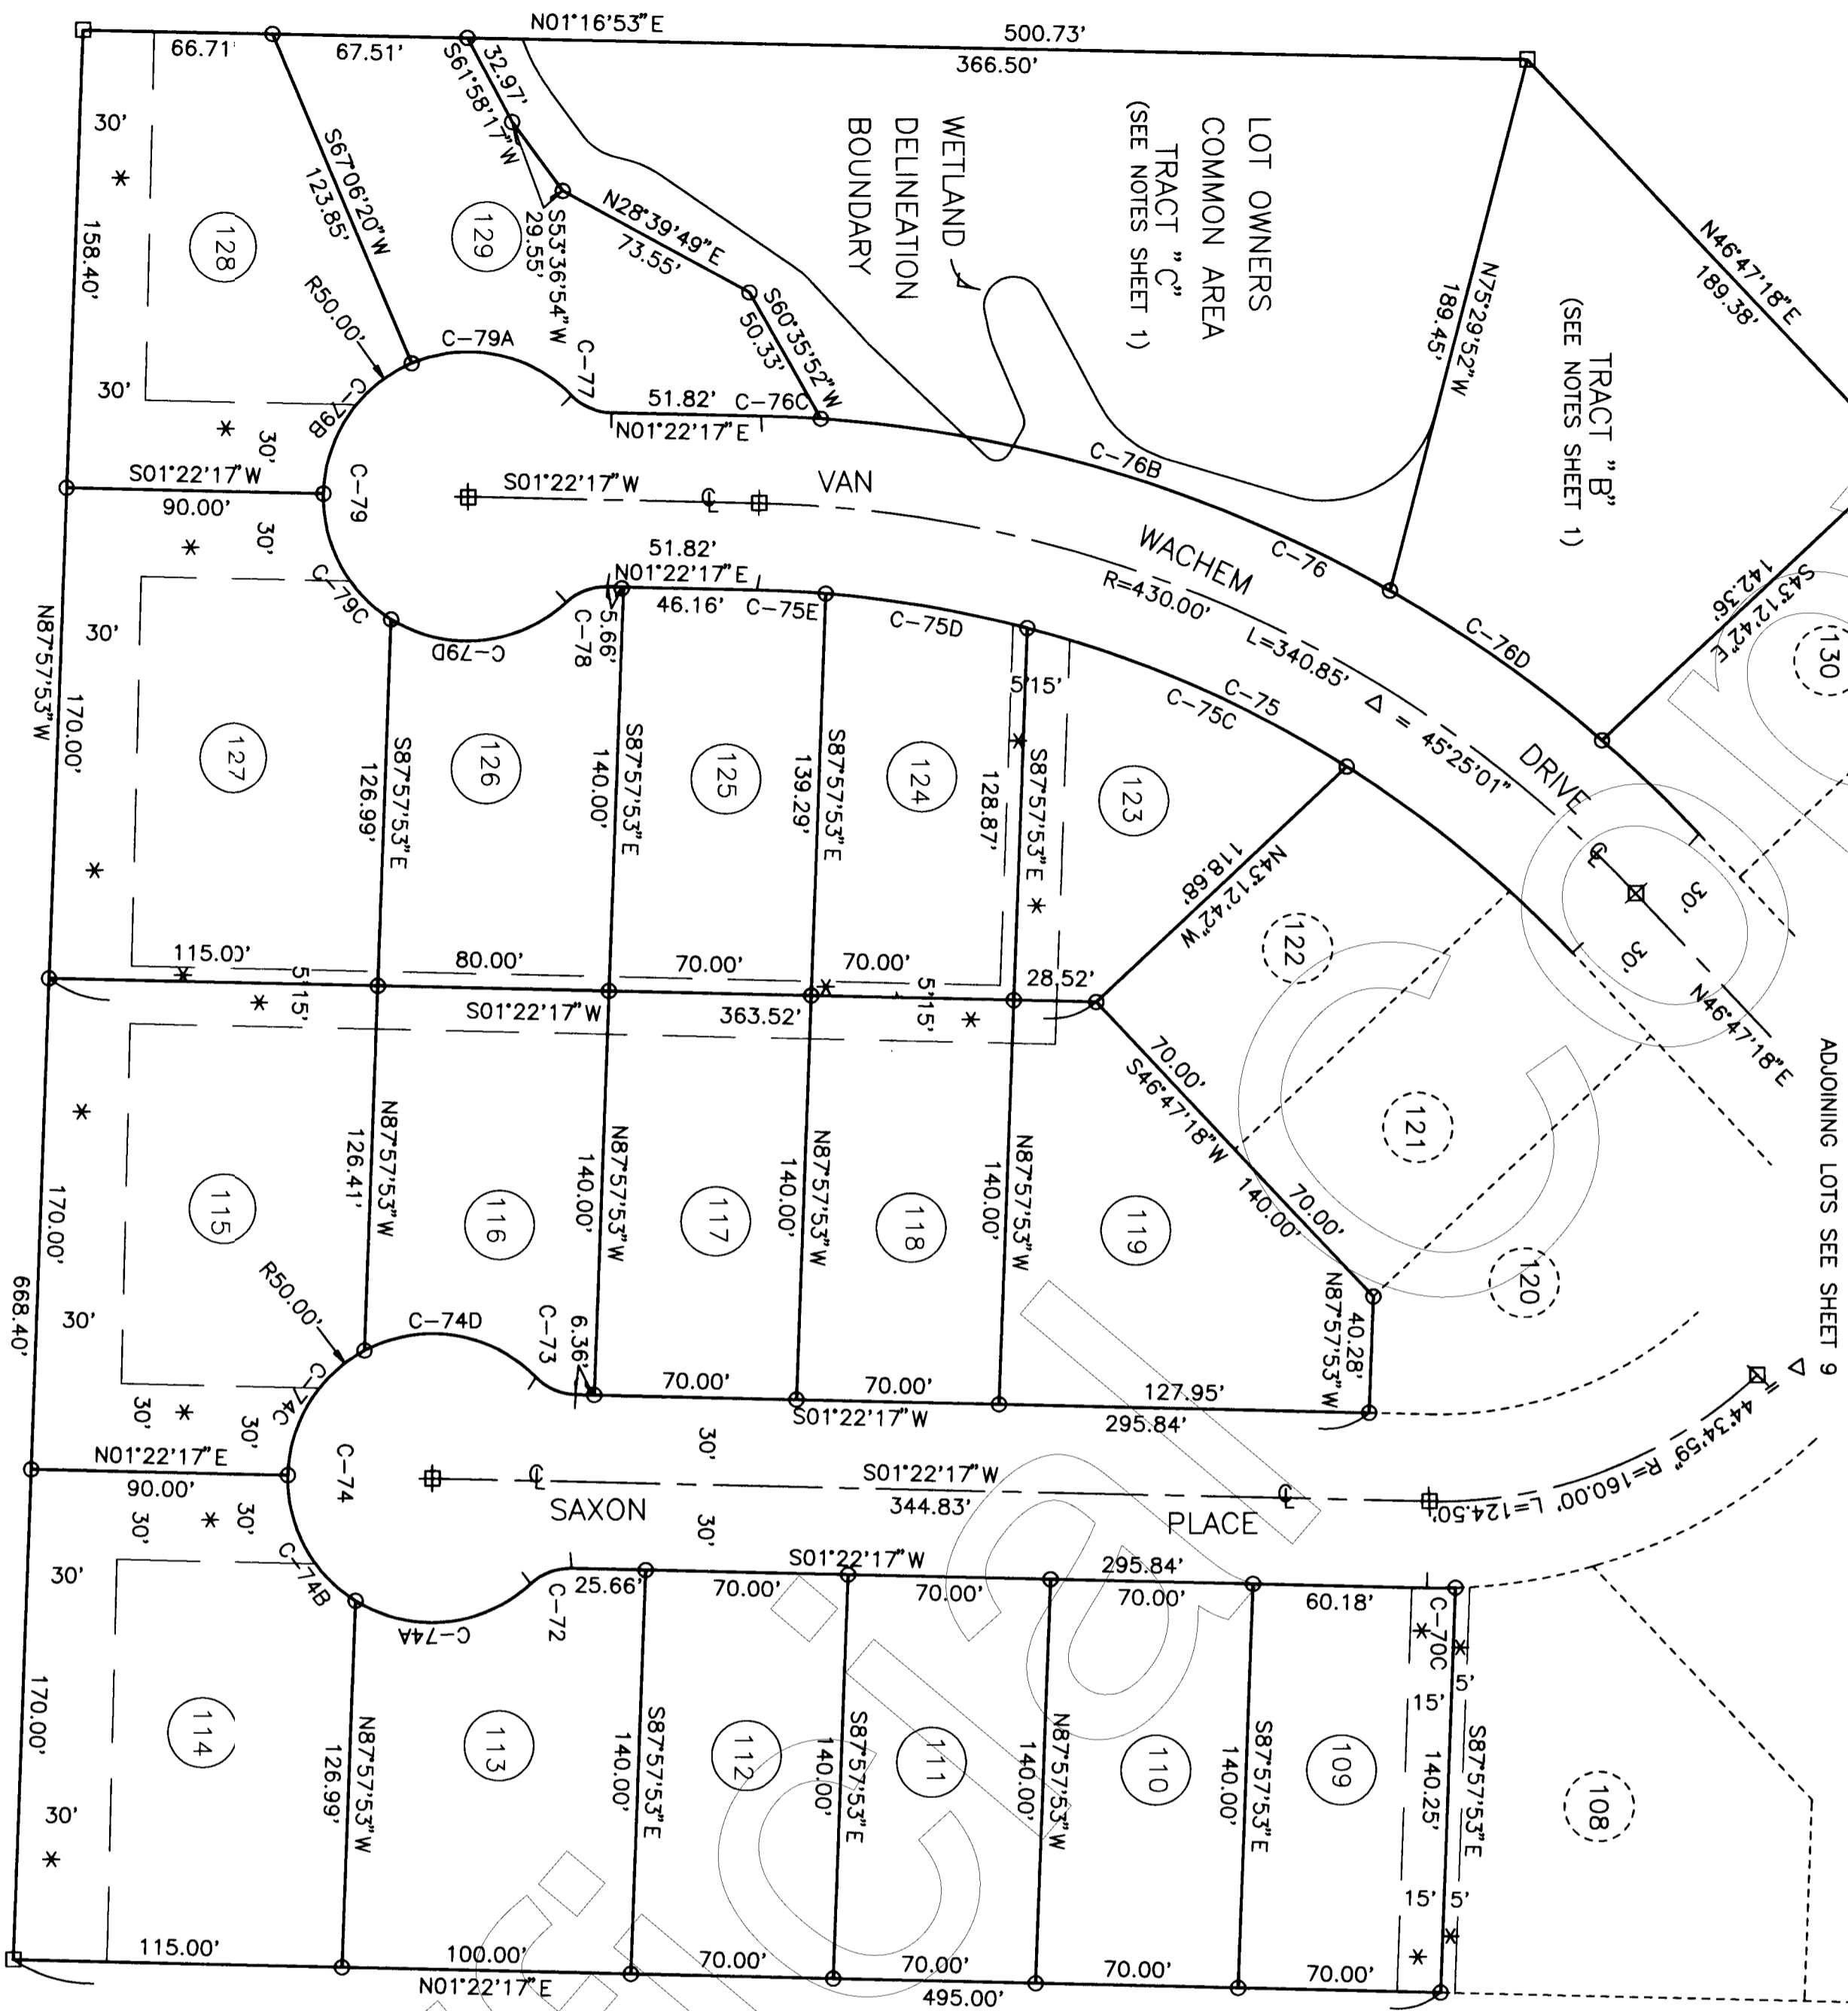 N01°16'53"E
500.73'
66.71'
67.51'
366.50'
32.97'
S61°58'17"W
S67°06'20"W
123.85'
S53°36'54"W
29.55'
N28°39'49"E
73.55'
S60°35'52"W
50.33'
WETLAND
DELINEATION
BOUNDARY
LOT OWNERS
COMMON AREA
TRACT "C"
(SEE NOTES SHEET 1)
N75°29'52"W
189.45'
N46°47'18"E
189.38'
TRACT "B"
(SEE NOTES SHEET 1)
S43°12'42"E
142.36'
130
30'
*
158.40'
128
129
30'
*
30'
R50.00'
C-79A
C-79B
C-77
51.82'
N01°22'17"E
C-76C
C-76B
C-76
C-76D
S01°22'17"W
90.00'
C-79
S01°22'17"W
VAN
WACHEM
DRIVE
R=430.00'
L=340.85'
Δ = 45°25'01"
30'
30'
N46°47'18"E
30'
*
C-79C
C-79D
C-78
51.82'
N01°22'17"E
46.16'
5.66'
C-75E
C-75D
C-75
C-75C
5'
15'
N87°57'53"W
170.00'
30'
*
127
S87°57'53"E
126.99'
126
S87°57'53"E
140.00'
125
S87°57'53"E
139.29'
124
S87°57'53"E
128.87'
*
*
123
N43°12'42"W
118.68'
122
115.00'
*
80.00'
70.00'
70.00'
28.52'
5'
15'
*
S01°22'17"W
363.52'
*
5'
15'
*
70.00'
S46°47'18"W
70.00'
140.00'
121
120
ADJOINING LOTS SEE SHEET 9
*
170.00'
668.40'
30'
115
N87°57'53"W
126.41'
116
N87°57'53"W
140.00'
117
N87°57'53"W
140.00'
118
N87°57'53"W
140.00'
119
N87°57'53"W
40.28'
R50.00'
C-74D
C-74C
C-73
6.36'
70.00'
70.00'
127.95'
S01°22'17"W
295.84'
30'
*
30'
N01°22'17"E
90.00'
C-74
30'
S01°22'17"W
344.83'
SAXON
PLACE
30'
Δ = 44°34'59" R=160.00' L=124.50'
30'
*
30'
C-74B
C-74A
C-72
25.66'
70.00'
S01°22'17"W
70.00'
295.84'
70.00'
60.18'
C-70C
*
*
5'
15'
30'
170.00'
30'
*
114
N87°57'53"W
126.99'
113
S87°57'53"E
140.00'
112
S87°57'53"E
140.00'
111
N87°57'53"W
140.00'
110
S87°57'53"E
140.00'
109
S87°57'53"E
140.25'
108
15'
5'
*
*
115.00'
100.00'
70.00'
70.00'
70.00'
70.00'
N01°22'17"E
495.00'